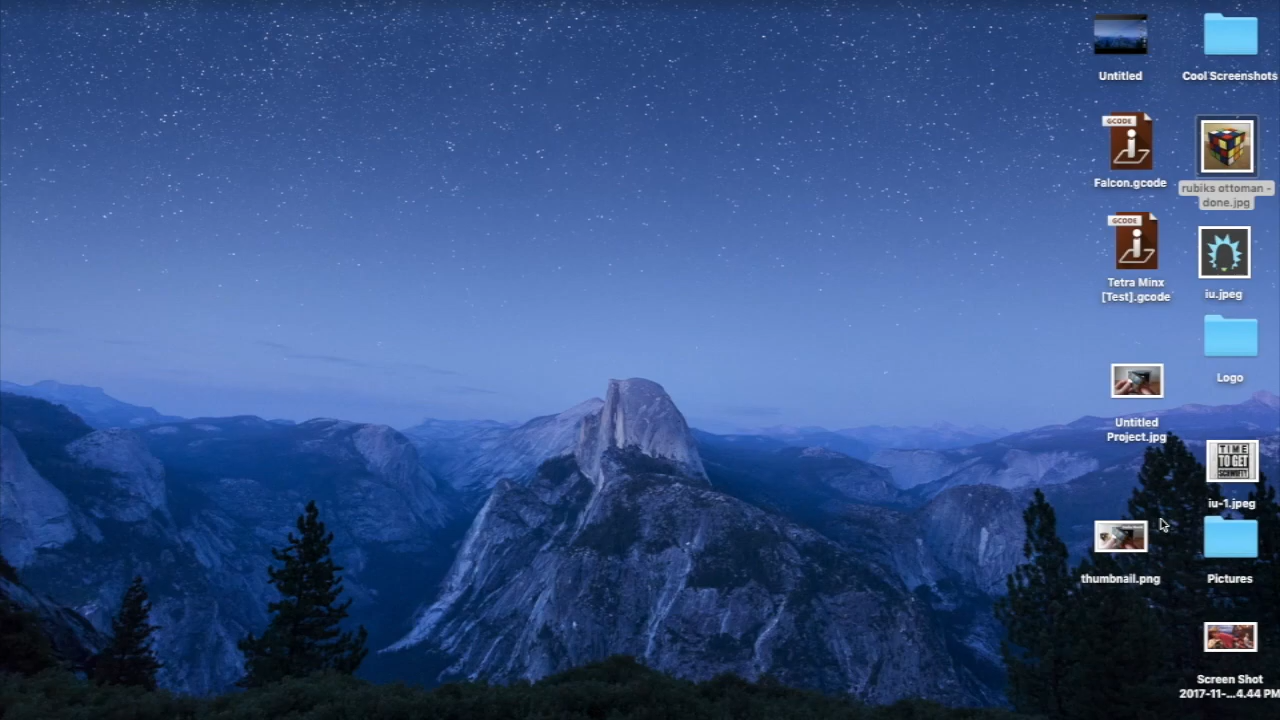 Untitled
Cool Screenshots
GCODE
Falcon.gcode
rubiks ottoman -
done.jpg
GCODE
Tetra Minx
[Test].gcode
iu.jpeg
Logo
Untitled
Project.jpg
TIME
TO GET
SCHWIFTY
iu-1.jpeg
thumbnail.png
Pictures
Screen Shot
2017-11-...4.44 PM